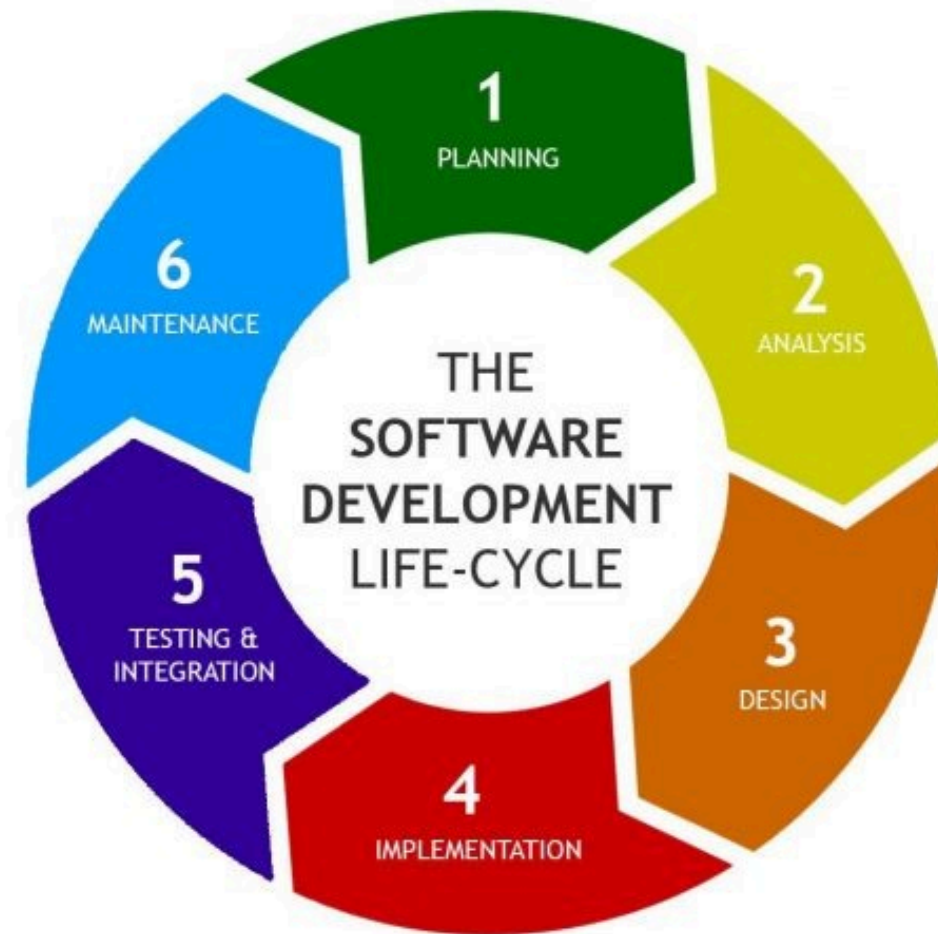 THE
SOFTWARE
DEVELOPMENT
LIFE-CYCLE
1
PLANNING
2
ANALYSIS
3
DESIGN
4
IMPLEMENTATION
5
TESTING &
INTEGRATION
6
MAINTENANCE